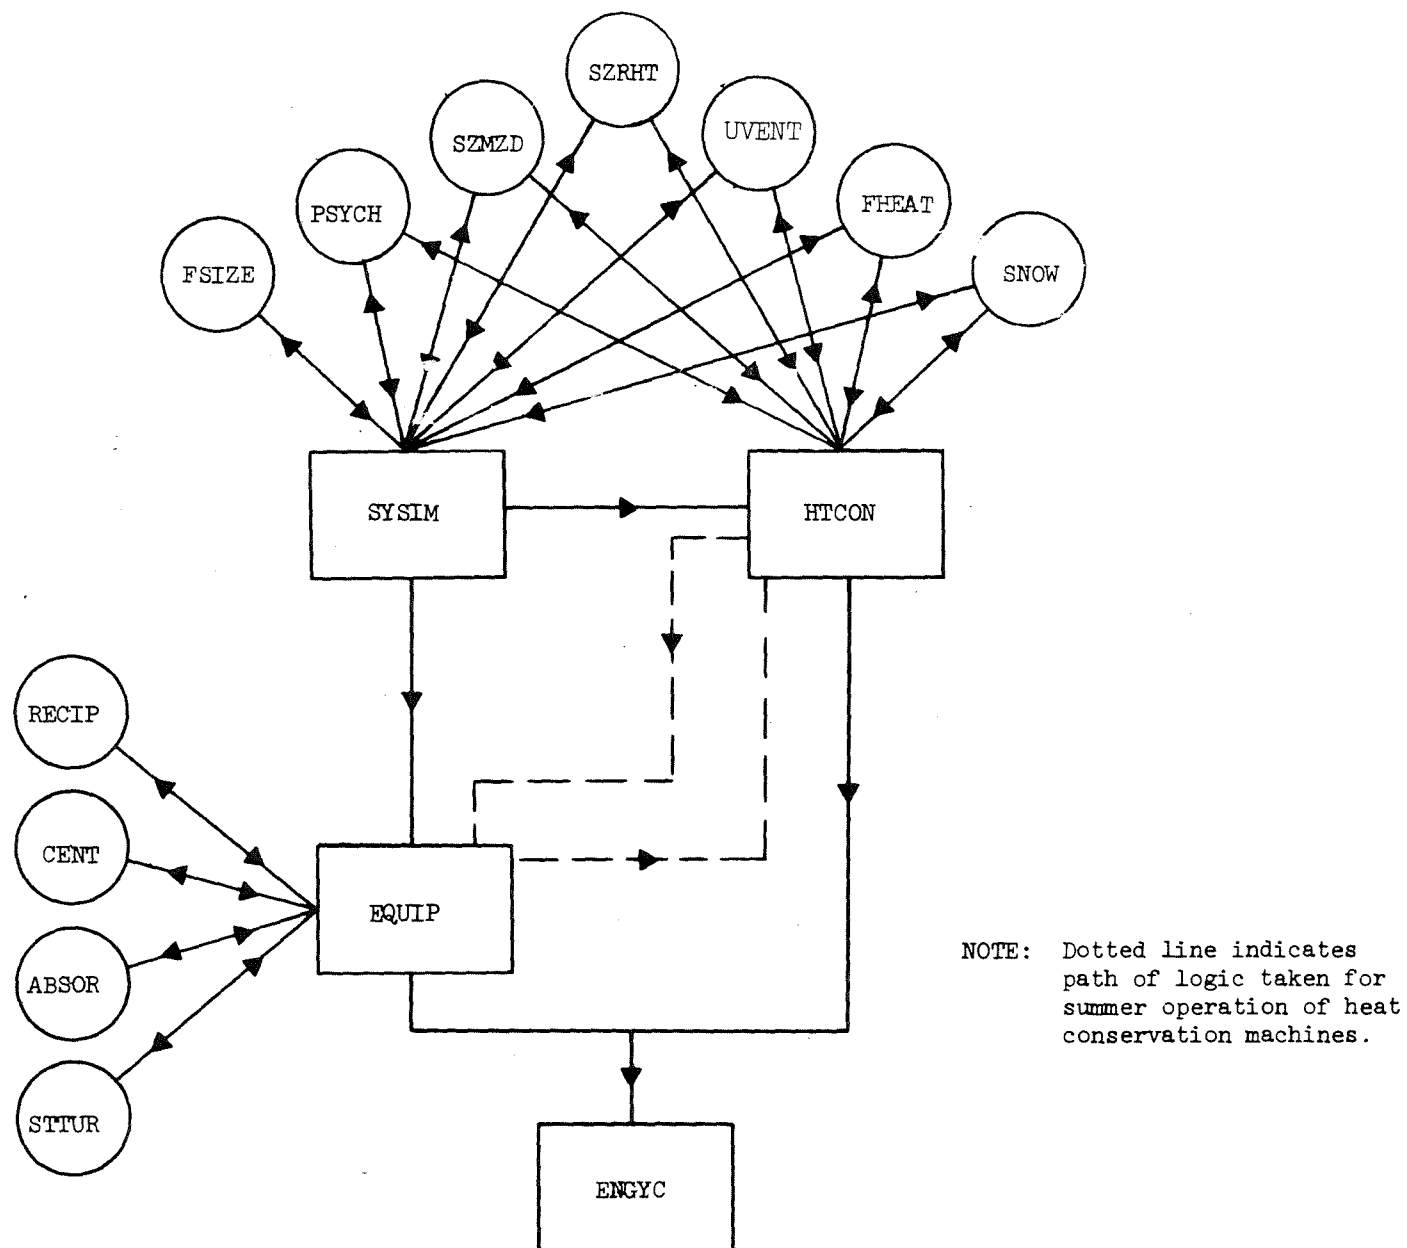 SZRHT
UVENT
SZMZD
FHEAT
PSYCH
FSIZE
SNOW
SYSIM
HTCON
RECIP
CENT
EQUIP
ABSOR
STTUR
NOTE: Dotted line indicates
path of logic taken for
summer operation of heat
conservation machines.
ENGYC